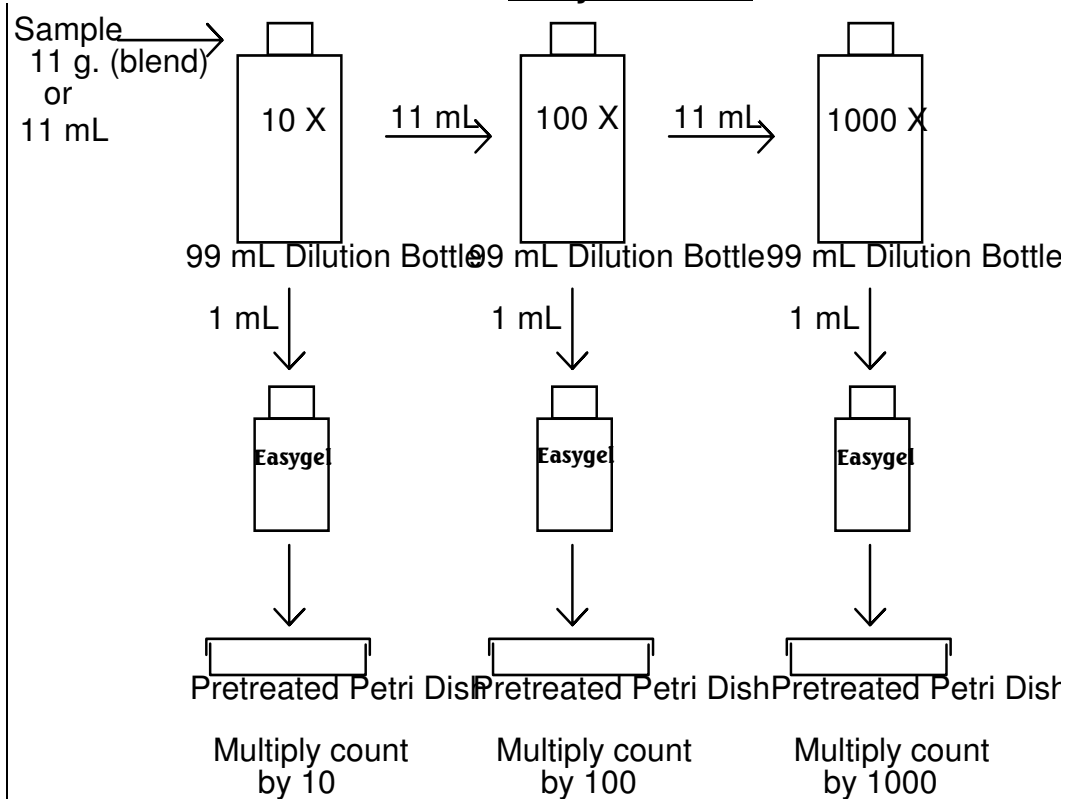 Sample
11 g. (blend)
or
11 mL
10 X
11 mL
100 X
11 mL
1000 X
99 mL Dilution Bottle
99 mL Dilution Bottle
99 mL Dilution Bottle
1 mL
1 mL
1 mL
Easygel
Easygel
Easygel
Pretreated Petri Dish
Pretreated Petri Dish
Pretreated Petri Dish
Multiply count
by 10
Multiply count
by 100
Multiply count
by 1000